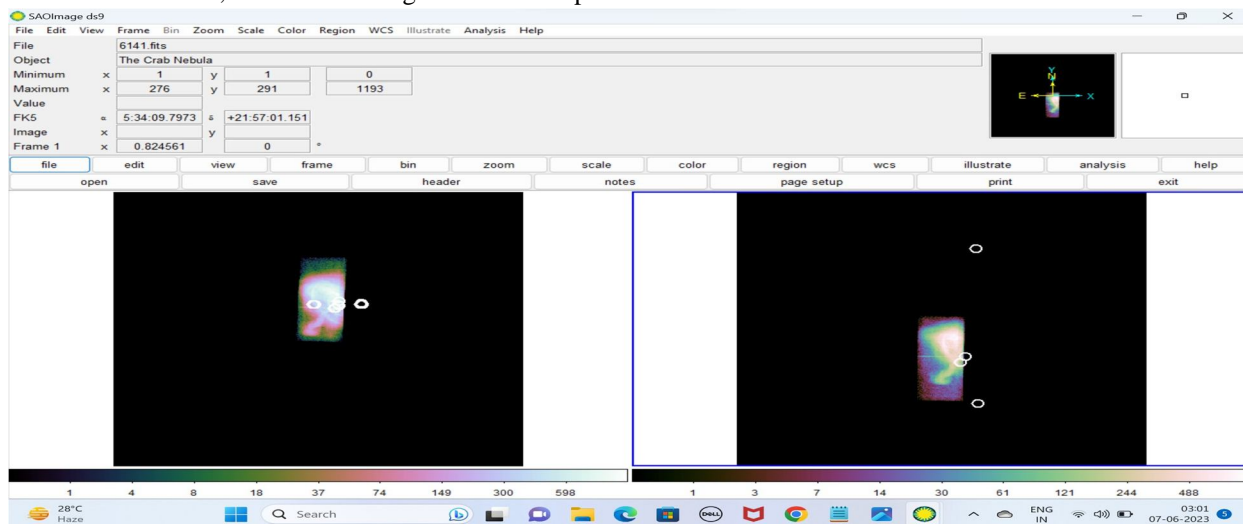 SAOImage ds9
File Edit View Frame Bin Zoom Scale Color Region WCS Illustrate Analysis Help
File 6141.fits
Object The Crab Nebula
Minimum x 1 y 1 0
Maximum x 276 y 291 1193
Value
FK5 α 5:34:09.7973 δ +21:57:01.151
Image x y
Frame 1 x 0.824561 0 °
Y
N
E X
file edit view frame bin zoom scale color region wcs illustrate analysis help
open save header notes page setup print exit
1 4 8 18 37 74 149 300 598 1 3 7 14 30 61 121 244 488
28°C
Haze
Search
DELL
ENG
IN
03:01
07-06-2023
5